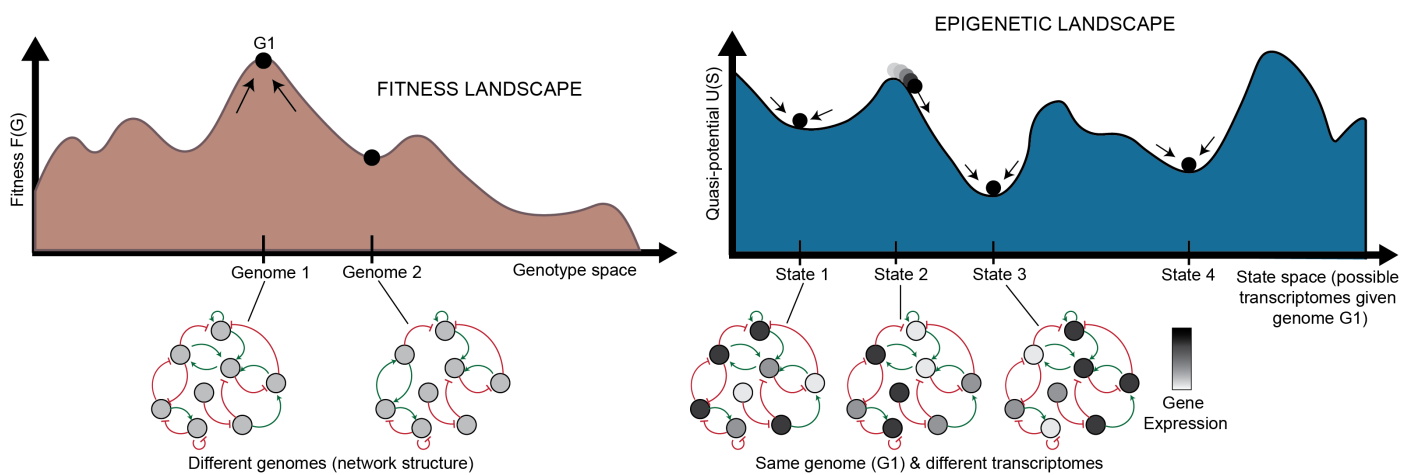 G1
FITNESS LANDSCAPE
Fitness F(G)
Genome 1
Genome 2
Genotype space
Different genomes (network structure)
EPIGENETIC LANDSCAPE
Quasi-potential U(S)
State 1
State 2
State 3
State 4
State space (possible
transcriptomes given
genome G1)
Gene
Expression
Same genome (G1) & different transcriptomes